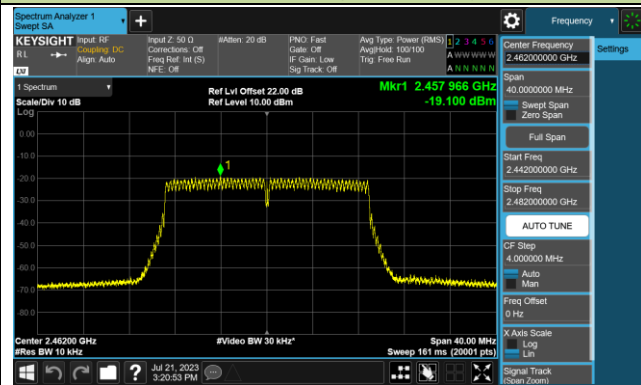 Spectrum Analyzer 1
Swept SA
+
Frequency
KEYSIGHT
RL
LXI
Input: RF
Coupling: DC
Align: Auto
Input Z: 50 Ω
Corrections: Off
Freq Ref: Int (S)
NFE: Off
#Atten: 20 dB
PNO: Fast
Gate: Off
IF Gain: Low
Sig Track: Off
Avg Type: Power (RMS)
Avg|Hold: 100/100
Trig: Free Run
1 2 3 4 5 6
A W W W W W
A N N N N N
Center Frequency
2.462000000 GHz
Settings
Span
40.0000000 MHz
Swept Span
Zero Span
Full Span
Start Freq
2.442000000 GHz
Stop Freq
2.482000000 GHz
AUTO TUNE
CF Step
4.000000 MHz
Auto
Man
Freq Offset
0 Hz
X Axis Scale
Log
Lin
Signal Track
(Span Zoom)
1 Spectrum
Scale/Div 10 dB
Log
Ref Lvl Offset 22.00 dB
Ref Level 10.00 dBm
Mkr1 2.457 966 GHz
-19.100 dBm
0.00
-10.0
-20.0
-30.0
-40.0
-50.0
-60.0
-70.0
-80.0
1
Center 2.46200 GHz
#Res BW 10 kHz
#Video BW 30 kHz*
Span 40.00 MHz
Sweep 161 ms (20001 pts)
?
Jul 21, 2023
3:20:53 PM